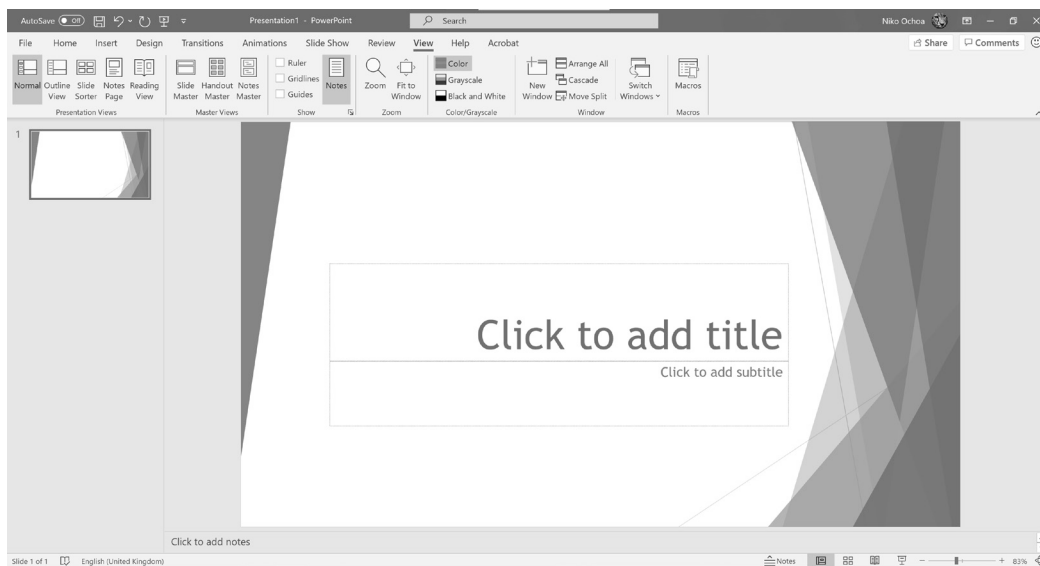 AutoSave Off Presentation1 - PowerPoint Search Niko Ochoa
File Home Insert Design Transitions Animations Slide Show Review View Help Acrobat Share Comments
Normal Outline View Slide Sorter Notes Page Reading View
Presentation Views
Slide Master Handout Master Notes Master
Master Views
Ruler
Gridlines
Guides
Notes
Show
Zoom Fit to Window
Zoom
Color
Grayscale
Black and White
Color/Grayscale
New Window
Arrange All
Cascade
Move Split
Switch Windows
Window
Macros
Macros
1
Click to add title
Click to add subtitle
Click to add notes
Slide 1 of 1 English (United Kingdom) Notes 83%